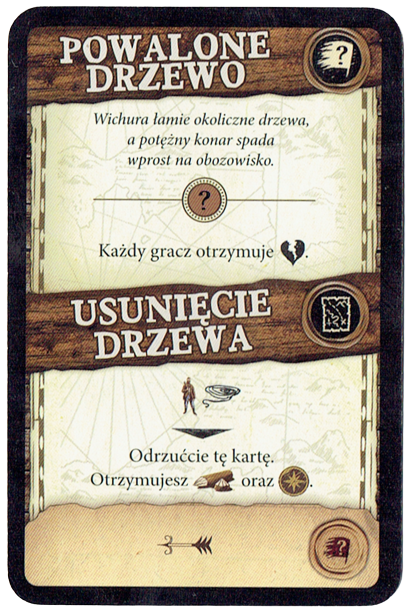 POWALONE
DRZEWO
?
Wichura łamie okoliczne drzewa,
a potężny konar spada
wprost na obozowisko.
?
Każdy gracz otrzymuje .
USUNIĘCIE
DRZEWA
Odrzućcie tę kartę.
Otrzymujesz oraz .
3
?